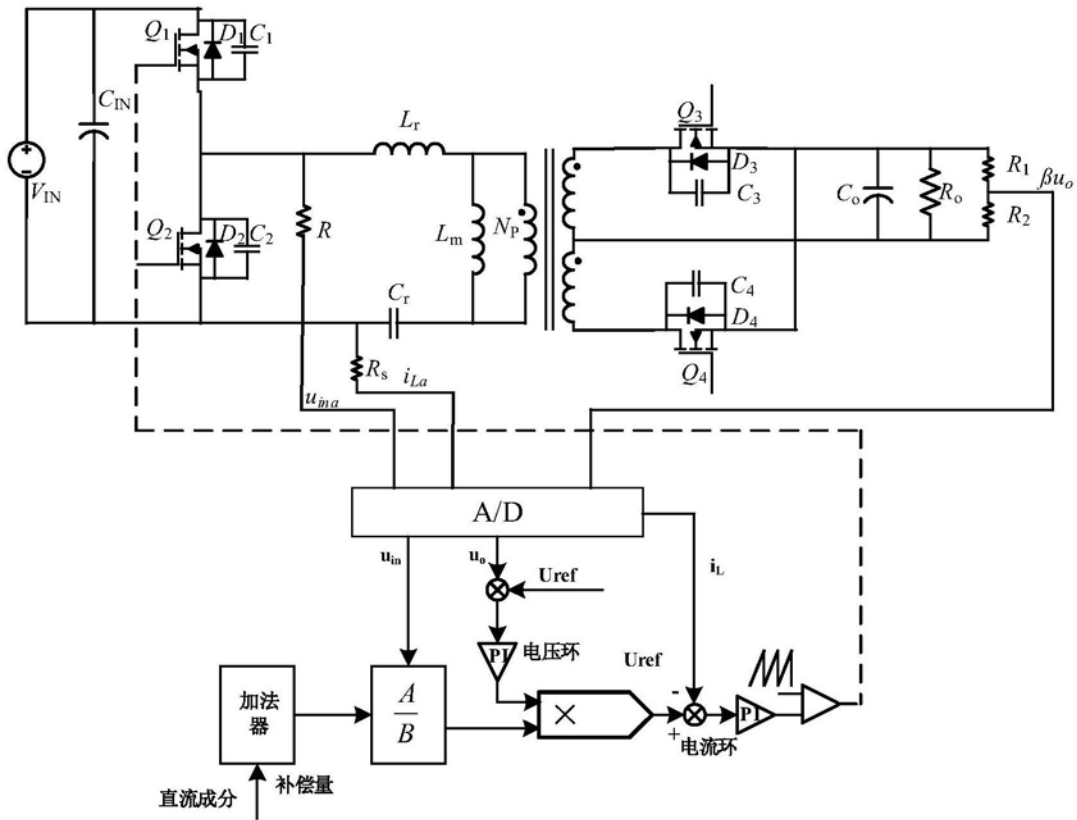 Q1
D1
C1
CIN
VIN
Q2
D2
C2
R
Lr
Lm
NP
Cr
Rs
iLa
uina
Q3
D3
C3
C4
D4
Q4
Co
Ro
R1
R2
βuo
A/D
uin
uo
Uref
iL
PI
电压环
Uref
加法器
A
B
×
-
+
电流环
PI
直流成分
补偿量